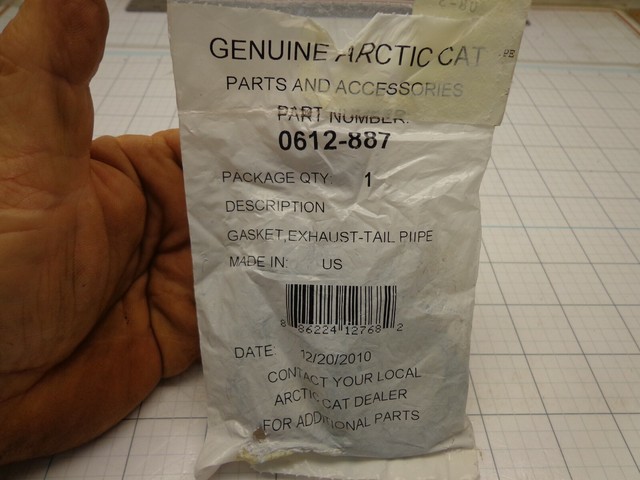 GENUINE ARCTIC CAT
PARTS AND ACCESSORIES
PART NUMBER:
0612-887
PACKAGE QTY: 1
DESCRIPTION
GASKET,EXHAUST-TAIL PIIPE
MADE IN: US
8 86224 12768 2
DATE: 12/20/2010
CONTACT YOUR LOCAL
ARCTIC CAT DEALER
FOR ADDITIONAL PARTS